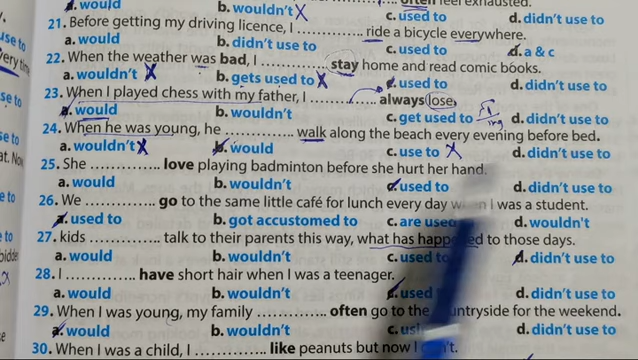 a. would b. wouldn't X c. used to d. didn't use to
often feel exhausted.
21. Before getting my driving licence, I ............ ride a bicycle everywhere.
a. would b. didn't use to c. used to d. a & c
22. When the weather was bad, I ............ stay home and read comic books.
a. wouldn't X b. gets used to X c. used to d. didn't use to
23. When I played chess with my father, I ............ always lose.
a. would b. wouldn't c. get used to ing d. didn't use to
24. When he was young, he ............ walk along the beach every evening before bed.
a. wouldn't X b. would c. use to X d. didn't use to
25. She ............ love playing badminton before she hurt her hand.
a. would b. wouldn't c. used to d. didn't use to
26. We ............ go to the same little café for lunch every day when I was a student.
a. used to b. got accustomed to c. are used d. wouldn't
27. kids ............ talk to their parents this way, what has happened to those days.
a. would b. wouldn't c. used to d. didn't use to
28. I ............ have short hair when I was a teenager.
a. would b. wouldn't c. used d. didn't use to
29. When I was young, my family ............ often go to the countryside for the weekend.
a. would b. wouldn't d. didn't use to
30. When I was a child, I ............ like peanuts but now I